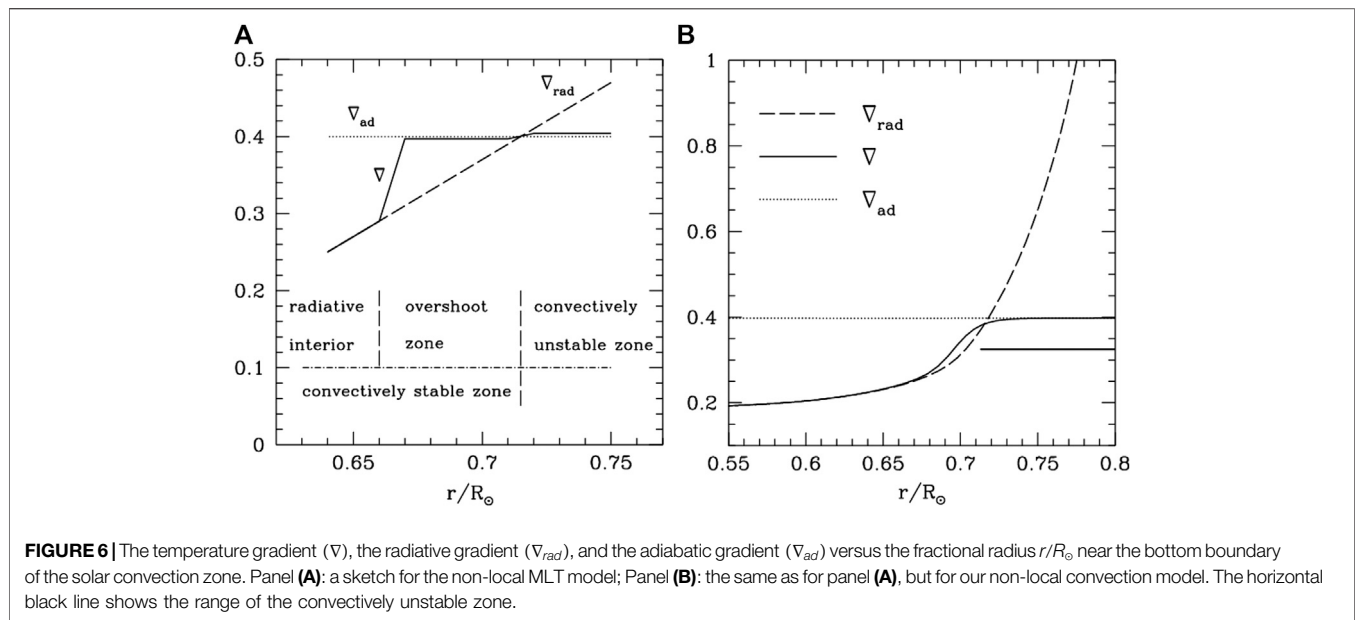 A
0.5
0.4
0.3
0.2
0.1
0
∇rad
∇ad
∇
radiative
interior
overshoot
zone
convectively
unstable zone
convectively stable zone
0.65 0.7 0.75
r/R⊙
B
1
0.8
0.6
0.4
0.2
∇rad
∇
∇ad
0.55 0.6 0.65 0.7 0.75 0.8
r/R⊙
FIGURE 6 | The temperature gradient (∇), the radiative gradient (∇rad), and the adiabatic gradient (∇ad) versus the fractional radius r/R⊙ near the bottom boundary
of the solar convection zone. Panel (A): a sketch for the non-local MLT model; Panel (B): the same as for panel (A), but for our non-local convection model. The horizontal
black line shows the range of the convectively unstable zone.